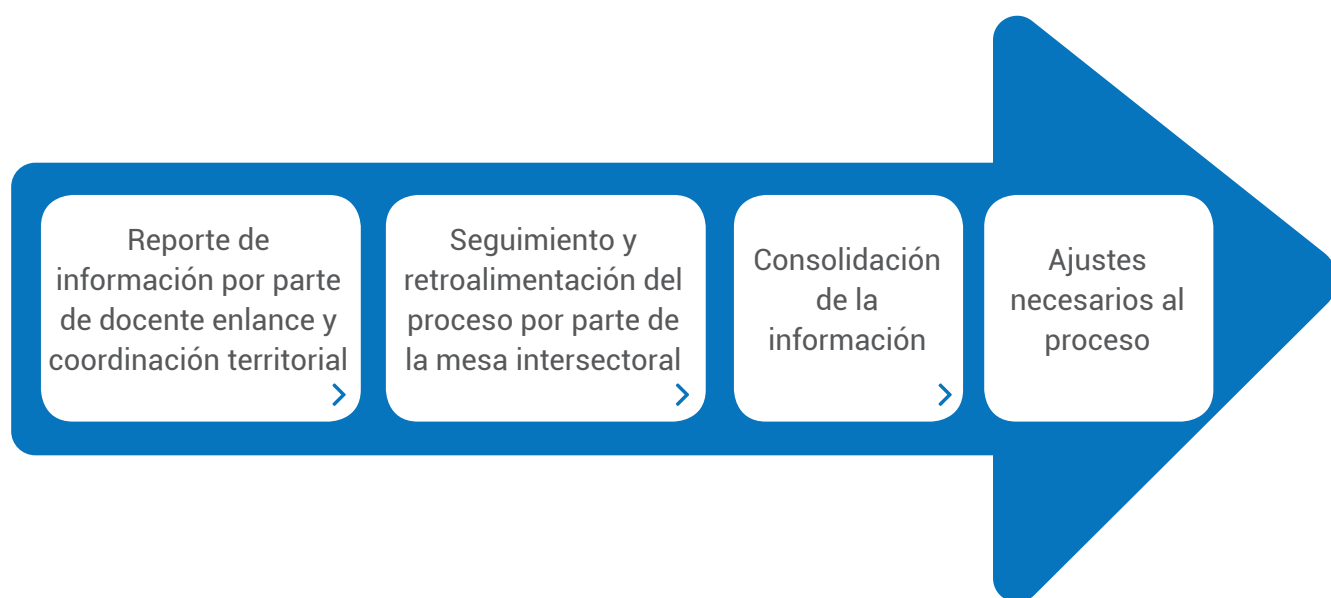 Reporte de
información por parte
de docente enlance y
coordinación territorial
Seguimiento y
retroalimentación del
proceso por parte de
la mesa intersectoral
Consolidación
de la
información
Ajustes
necesarios al
proceso